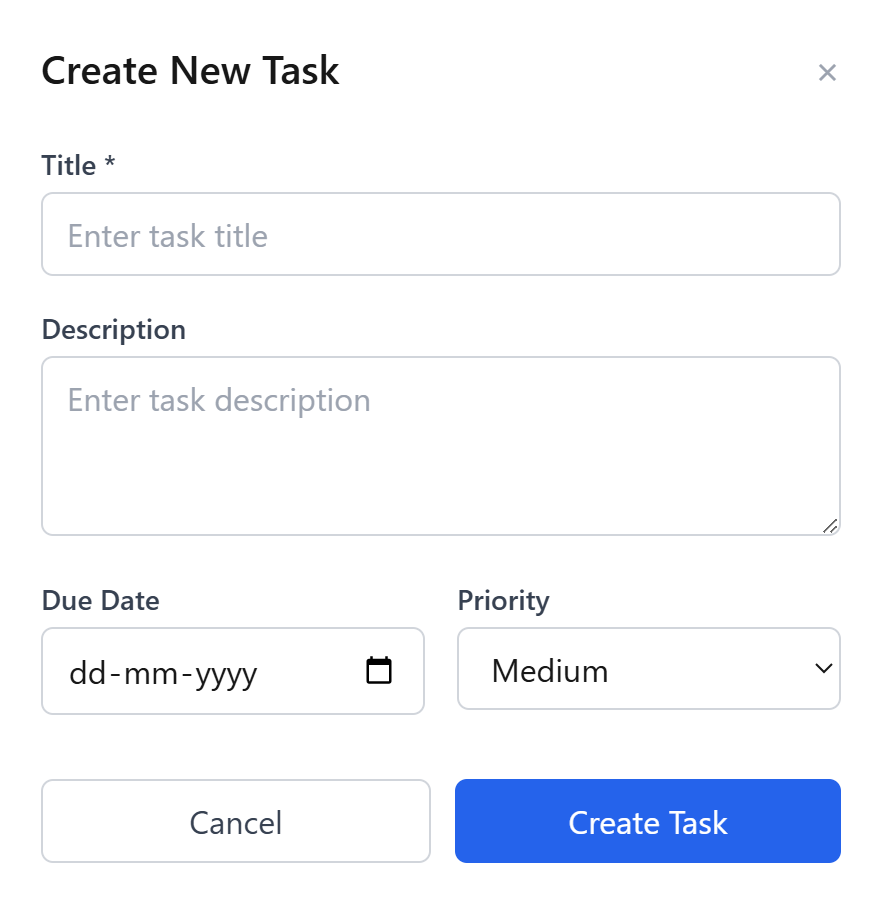 Create New Task
×
Title *
Enter task title
Description
Enter task description
Due Date Priority
dd-mm-yyyy Medium
Cancel Create Task